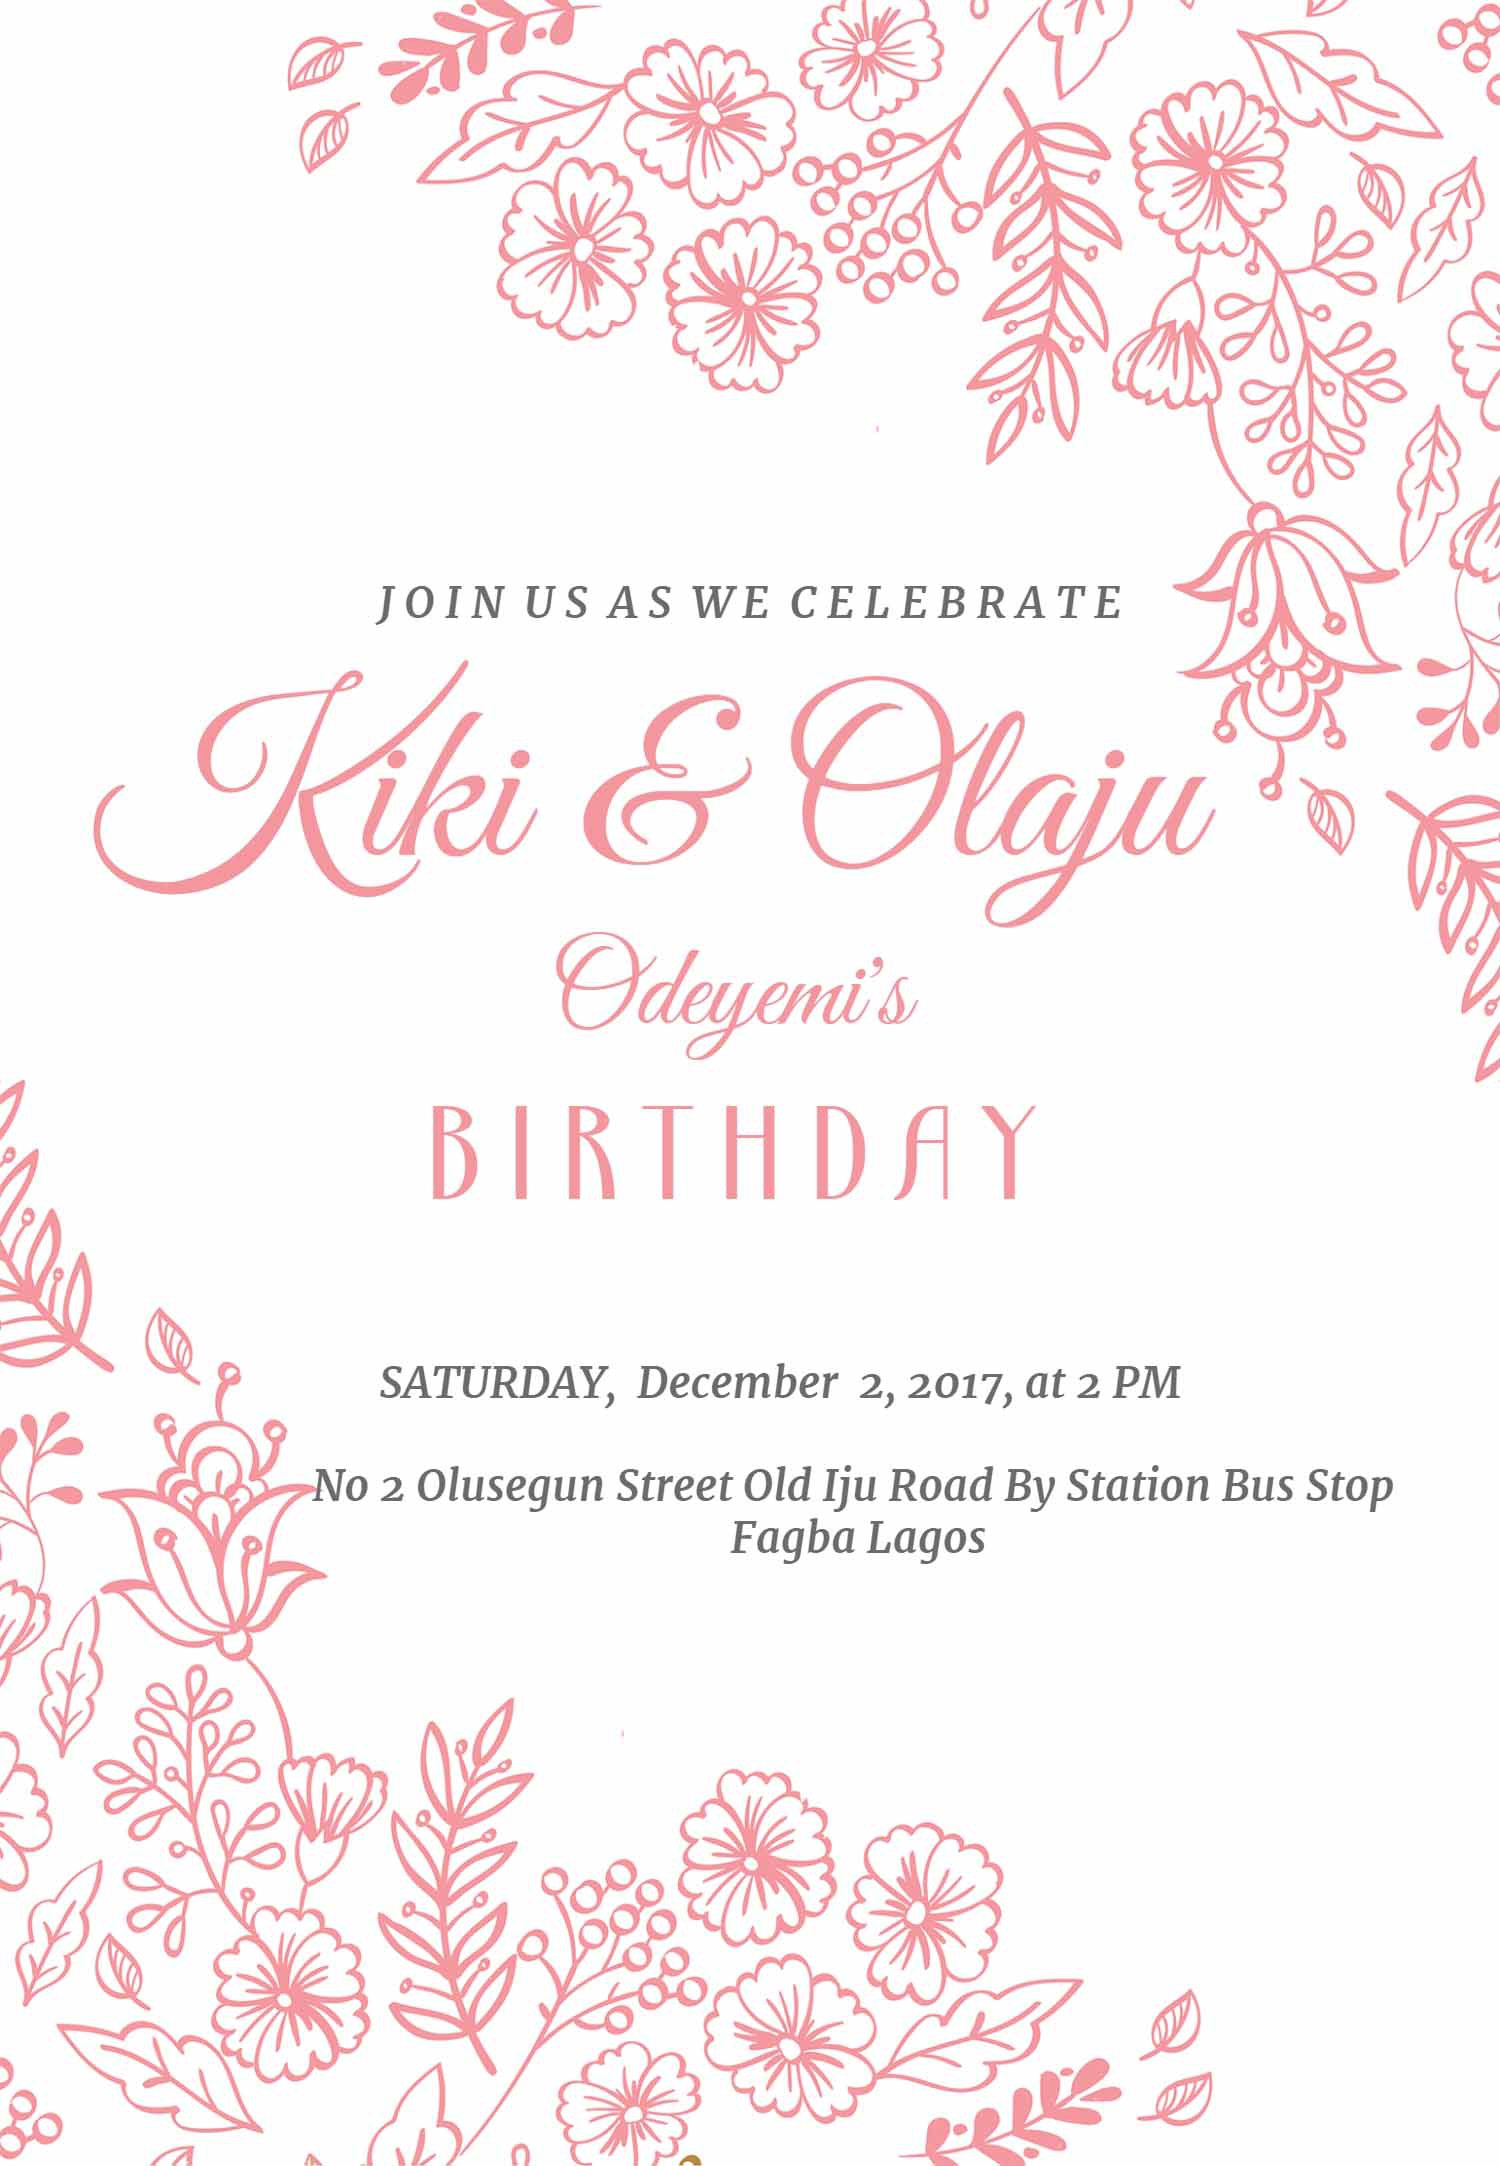 JOIN US AS WE CELEBRATE
Kiki & Olaju
Odeyemi's
BIRTHDAY
SATURDAY, December 2, 2017, at 2 PM
No 2 Olusegun Street Old Iju Road By Station Bus Stop
Fagba Lagos